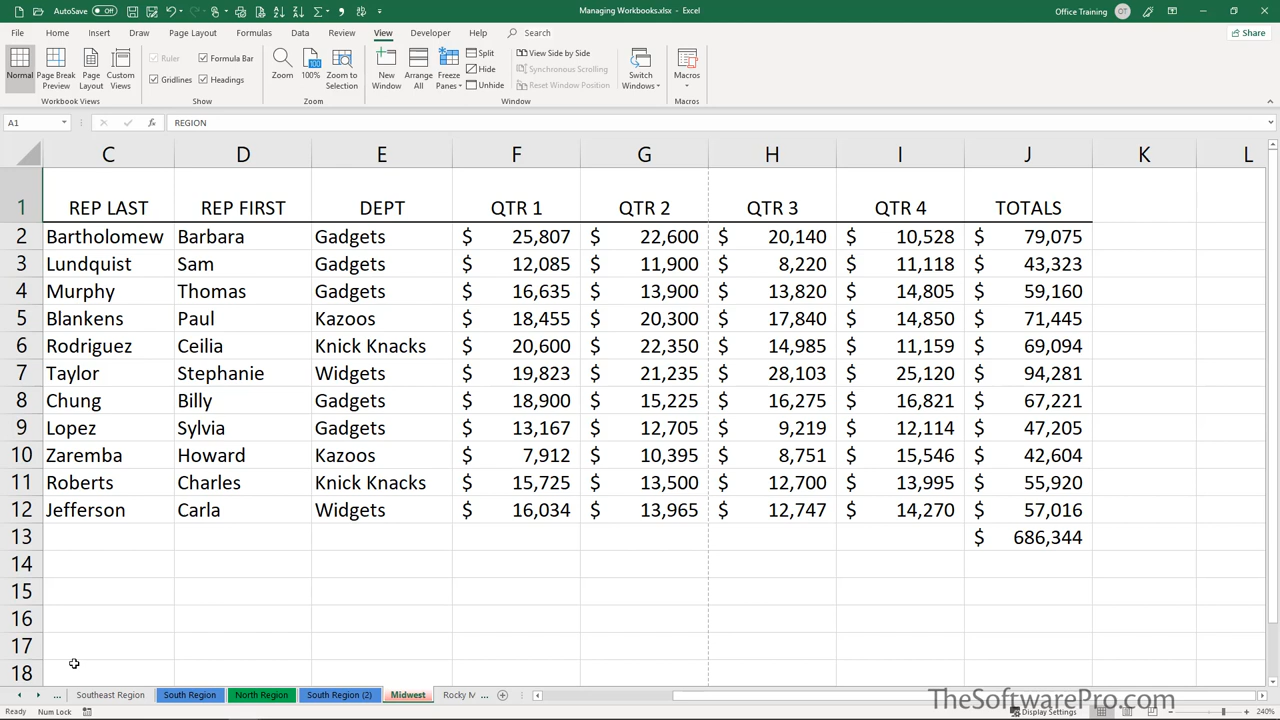 AutoSave Off Managing Workbooks.xlsx - Excel Office Training OT
File Home Insert Draw Page Layout Formulas Data Review View Developer Help Search Share
Normal Page Break Preview Page Layout Custom Views Ruler Formula Bar Gridlines Headings Zoom 100% Zoom to Selection New Window Arrange All Freeze Panes Split Hide Unhide View Side by Side Synchronous Scrolling Reset Window Position Switch Windows Macros
Workbook Views Show Zoom Window Macros
A1 fx REGION
C D E F G H I J K L
1 REP LAST REP FIRST DEPT QTR 1 QTR 2 QTR 3 QTR 4 TOTALS
2 Bartholomew Barbara Gadgets $ 25,807 $ 22,600 $ 20,140 $ 10,528 $ 79,075
3 Lundquist Sam Gadgets $ 12,085 $ 11,900 $ 8,220 $ 11,118 $ 43,323
4 Murphy Thomas Gadgets $ 16,635 $ 13,900 $ 13,820 $ 14,805 $ 59,160
5 Blankens Paul Kazoos $ 18,455 $ 20,300 $ 17,840 $ 14,850 $ 71,445
6 Rodriguez Ceilia Knick Knacks $ 20,600 $ 22,350 $ 14,985 $ 11,159 $ 69,094
7 Taylor Stephanie Widgets $ 19,823 $ 21,235 $ 28,103 $ 25,120 $ 94,281
8 Chung Billy Gadgets $ 18,900 $ 15,225 $ 16,275 $ 16,821 $ 67,221
9 Lopez Sylvia Gadgets $ 13,167 $ 12,705 $ 9,219 $ 12,114 $ 47,205
10 Zaremba Howard Kazoos $ 7,912 $ 10,395 $ 8,751 $ 15,546 $ 42,604
11 Roberts Charles Knick Knacks $ 15,725 $ 13,500 $ 12,700 $ 13,995 $ 55,920
12 Jefferson Carla Widgets $ 16,034 $ 13,965 $ 12,747 $ 14,270 $ 57,016
13 $ 686,344
14
15
16
17
18
... Southeast Region South Region North Region South Region (2) Midwest Rocky M ...
TheSoftwarePro.com
Ready Num Lock Display Settings 240%